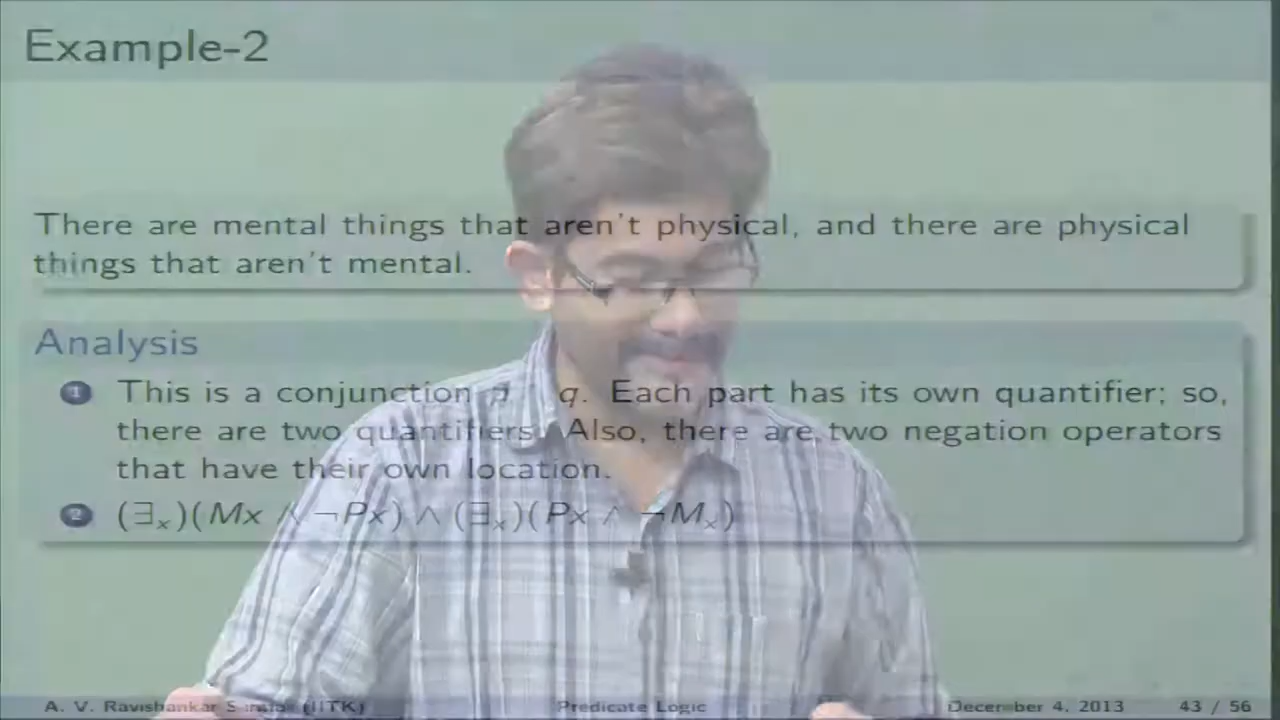 Example-2
There are mental things that aren't physical, and there are physical
things that aren't mental.
Analysis
1 This is a conjunction p q. Each part has its own quantifier; so,
there are two quantifiers. Also, there are two negation operators
that have their own location.
2 (∃ₓ)(Mx ∧ ¬Px) ∧ (∃ₓ)(Px ∧ ¬Mₓ)
A. V. Ravishankar (IITK) Predicate Logic December 4, 2013 43 / 56